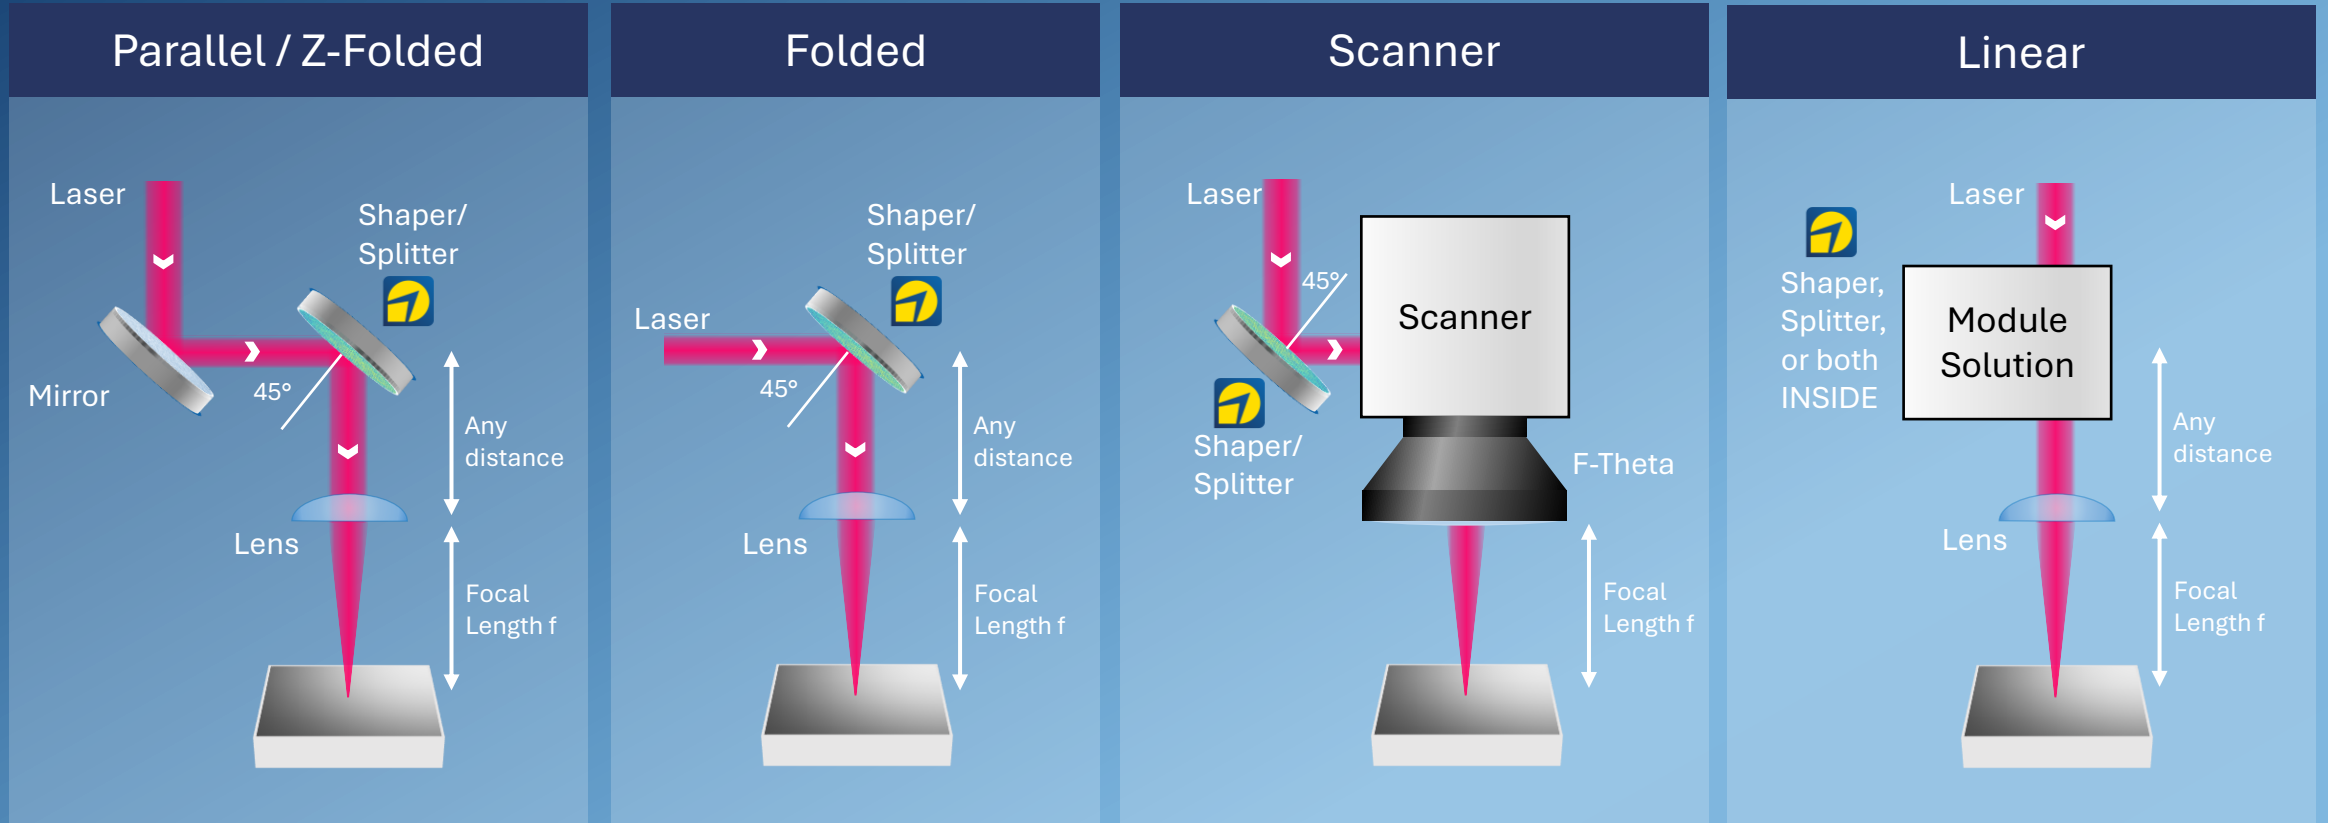 Parallel / Z-Folded
Laser
Shaper/
Splitter
Mirror
45°
Any
distance
Lens
Focal
Length f
Folded
Shaper/
Splitter
Laser
45°
Any
distance
Lens
Focal
Length f
Scanner
Laser
45°
Scanner
Shaper/
Splitter
F-Theta
Focal
Length f
Linear
Laser
Shaper,
Splitter,
or both
INSIDE
Module
Solution
Any
distance
Lens
Focal
Length f